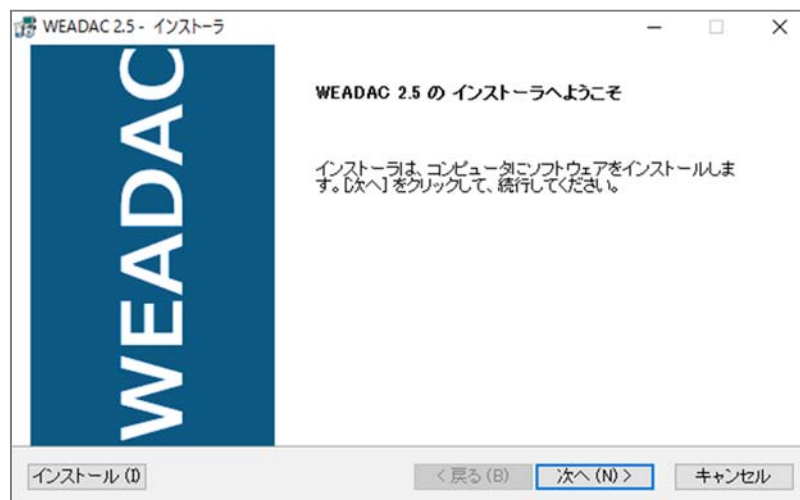 WEADAC 2.5 - インストーラ
WEADAC
WEADAC 2.5 の インストーラへようこそ
インストーラは、コンピュータにソフトウェアをインストールしま
す。[次へ] をクリックして、続行してください。
インストール (I)
< 戻る (B)
次へ (N) >
キャンセル